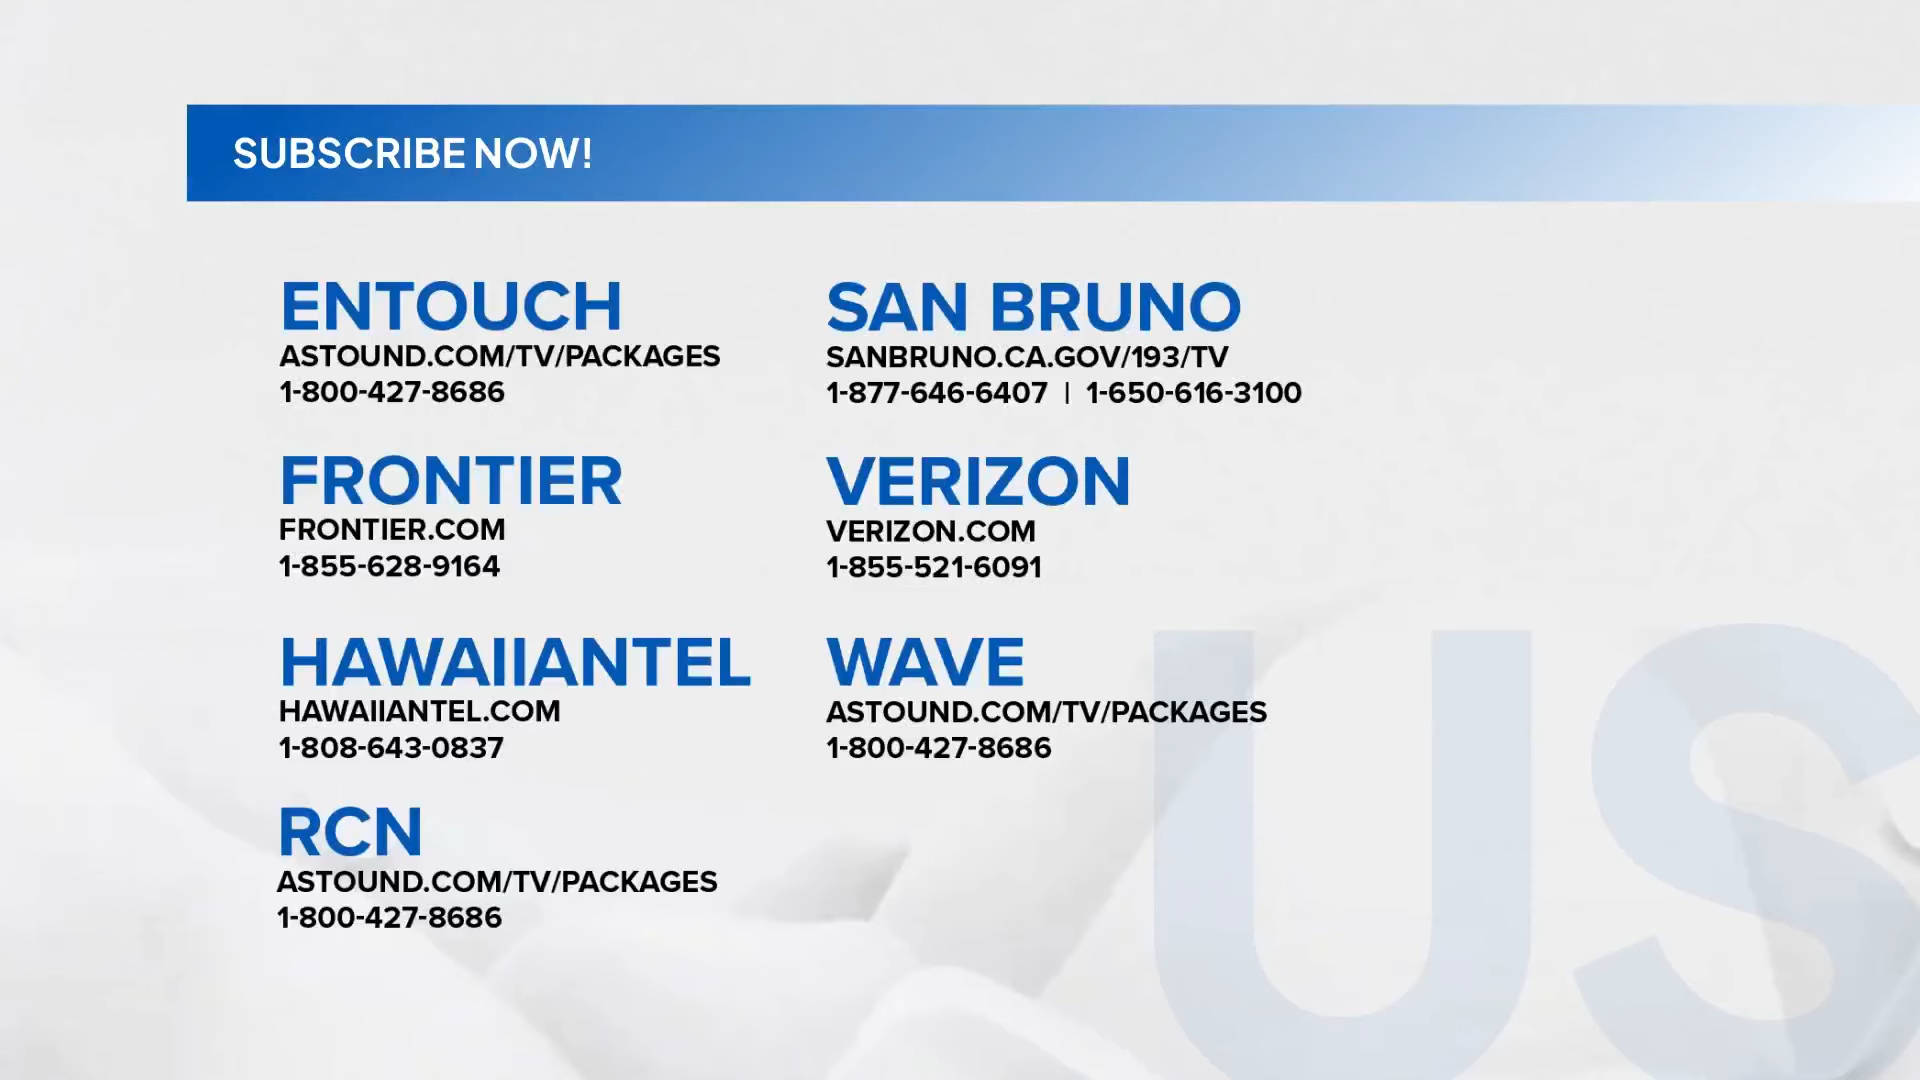 SUBSCRIBE NOW!
ENTOUCH
ASTOUND.COM/TV/PACKAGES
1-800-427-8686
FRONTIER
FRONTIER.COM
1-855-628-9164
HAWAIIANTEL
HAWAIIANTEL.COM
1-808-643-0837
RCN
ASTOUND.COM/TV/PACKAGES
1-800-427-8686
SAN BRUNO
SANBRUNO.CA.GOV/193/TV
1-877-646-6407 | 1-650-616-3100
VERIZON
VERIZON.COM
1-855-521-6091
WAVE
ASTOUND.COM/TV/PACKAGES
1-800-427-8686
US